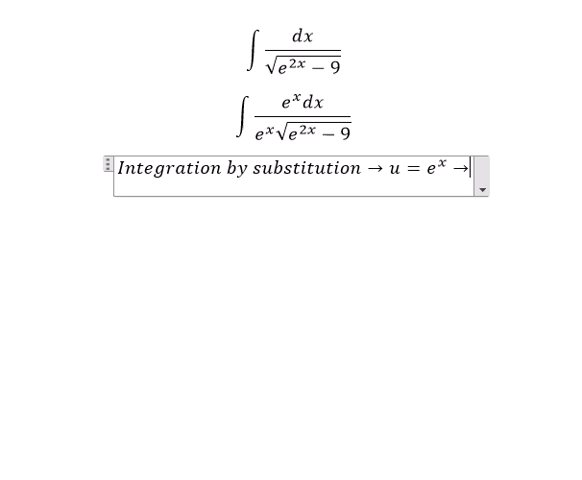 ∫ dx / √(e^{2x} − 9)
∫ e^x dx / (e^x √(e^{2x} − 9))
Integration by substitution → u = e^x →